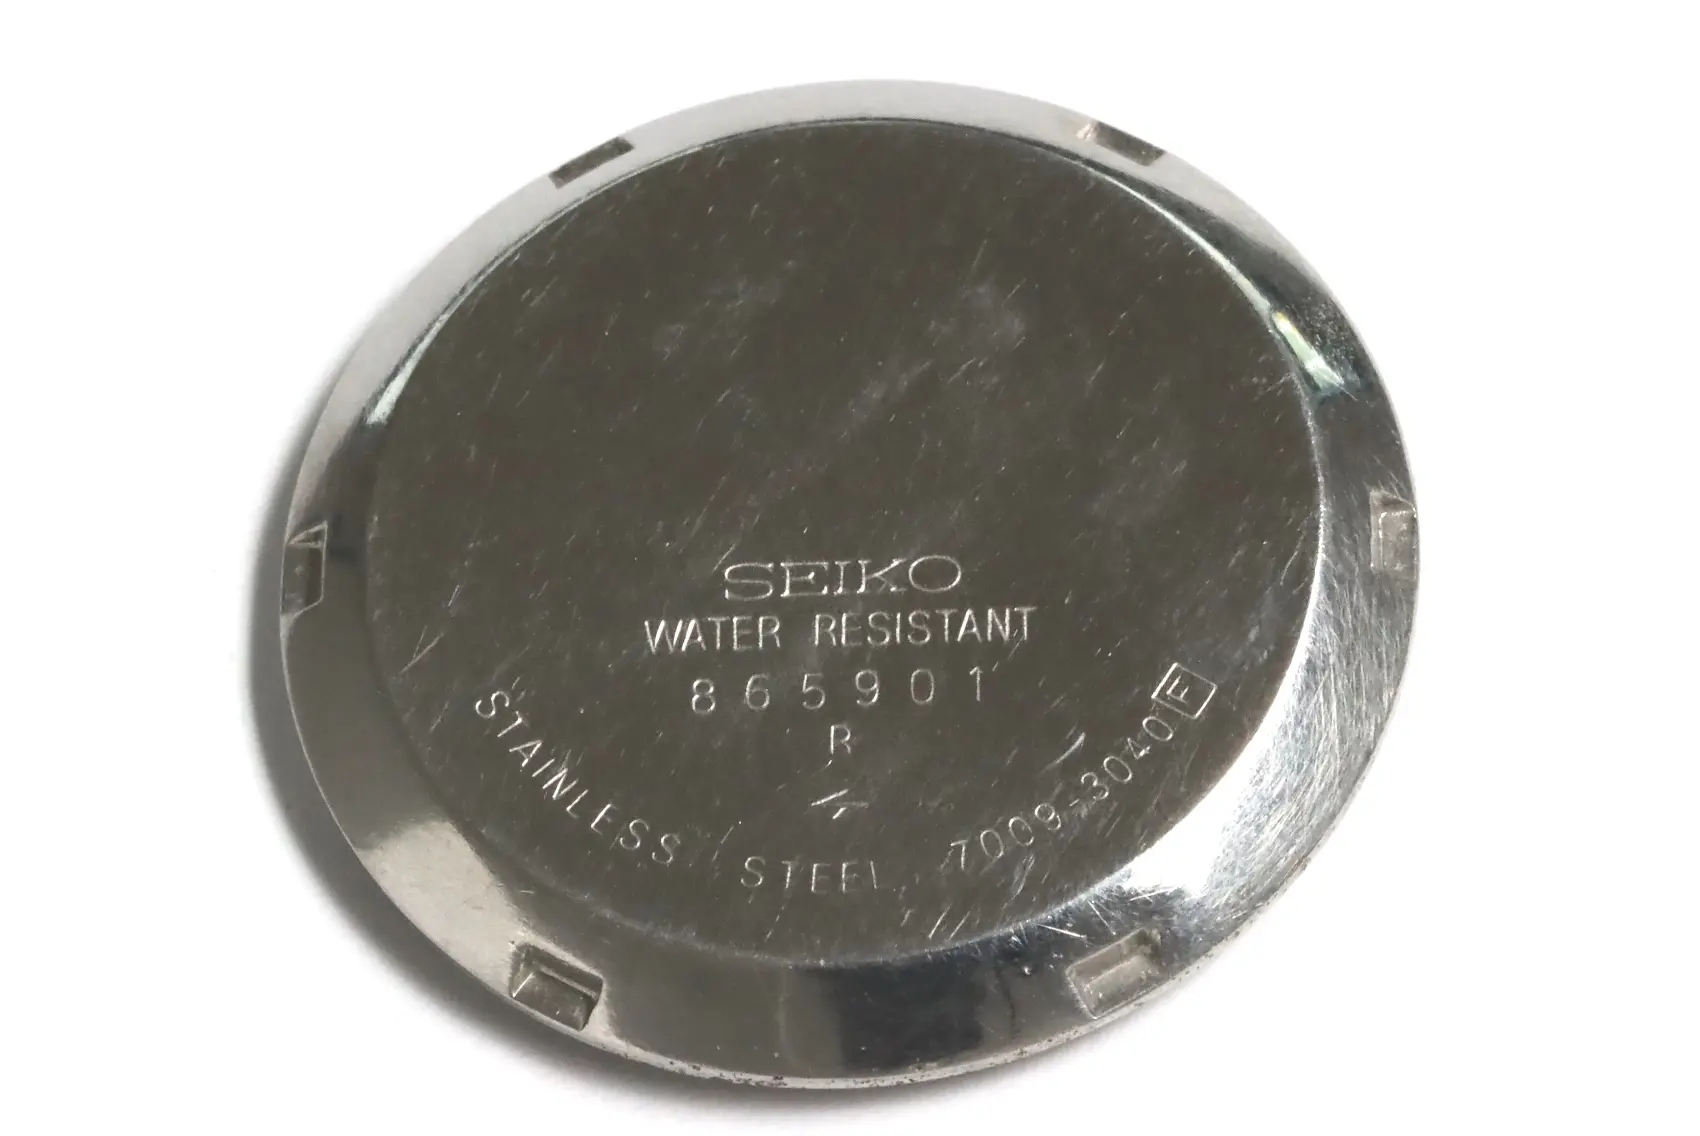 SEIKO
WATER RESISTANT
865901
R
STAINLESS STEEL 7009-3040 F